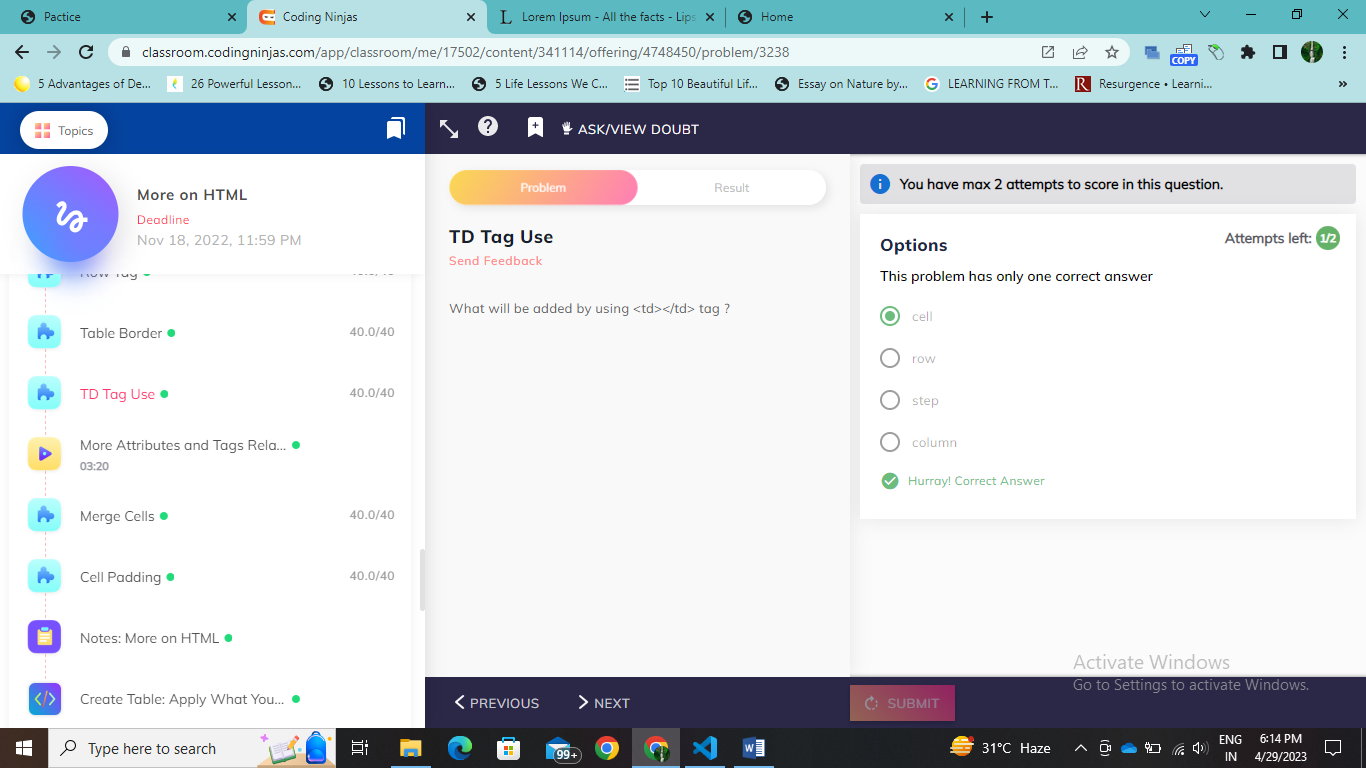 Pactice
Coding Ninjas
Lorem Ipsum - All the facts - Lips
Home
classroom.codingninjas.com/app/classroom/me/17502/content/341114/offering/4748450/problem/3238
COPY
5 Advantages of De...
26 Powerful Lesson...
10 Lessons to Learn...
5 Life Lessons We C...
Top 10 Beautiful Lif...
Essay on Nature by...
LEARNING FROM T...
Resurgence • Learni...
Topics
ASK/VIEW DOUBT
More on HTML
Deadline
Nov 18, 2022, 11:59 PM
Row Tag
40.0/40
Table Border
40.0/40
TD Tag Use
40.0/40
More Attributes and Tags Rela...
03:20
Merge Cells
40.0/40
Cell Padding
40.0/40
Notes: More on HTML
Create Table: Apply What You...
Problem
Result
TD Tag Use
Send Feedback
What will be added by using <td></td> tag ?
You have max 2 attempts to score in this question.
Options
Attempts left: 1/2
This problem has only one correct answer
cell
row
step
column
Hurray! Correct Answer
Activate Windows
Go to Settings to activate Windows.
PREVIOUS
NEXT
SUBMIT
Type here to search
99+
31°C Haze
ENG
IN
6:14 PM
4/29/2023